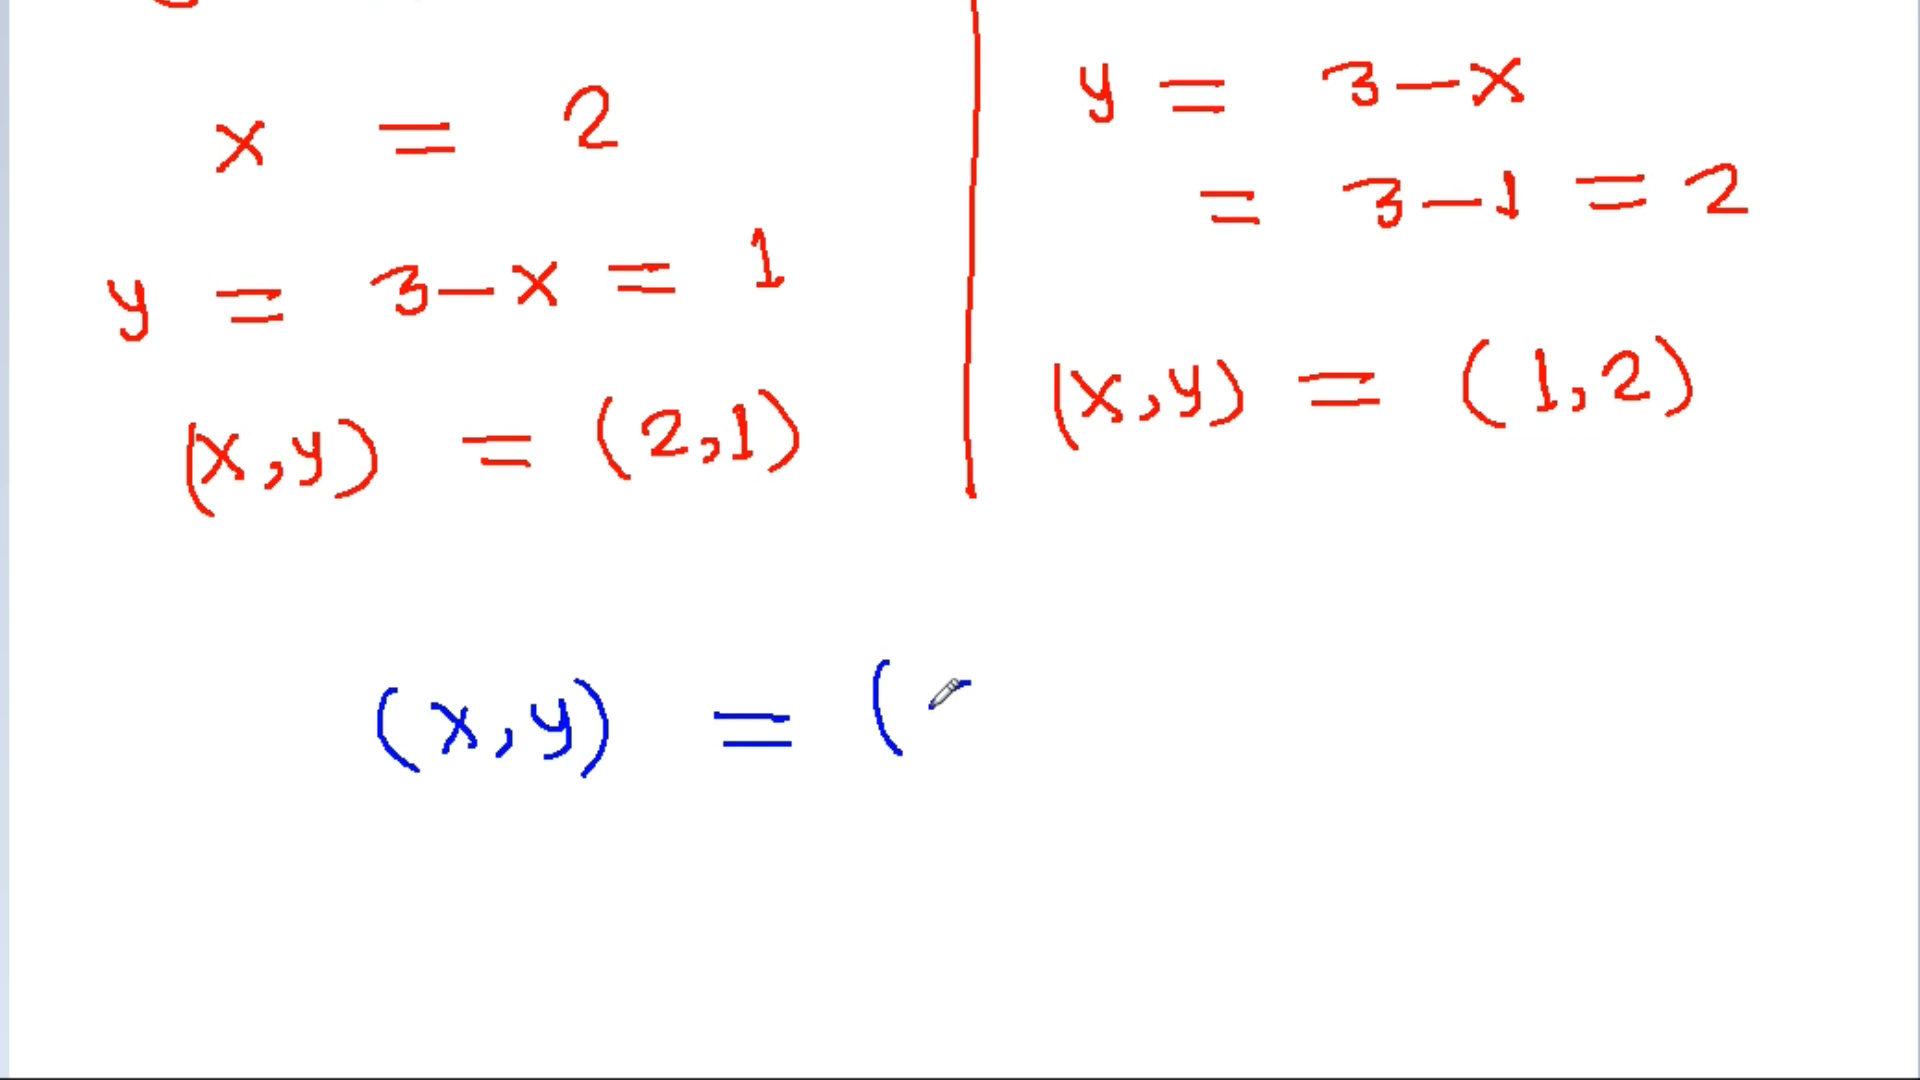 x = 2
y = 3-x = 1
(x,y) = (2,1)
y = 3-x
= 3-1 = 2
(x,y) = (1,2)
(x,y) = (